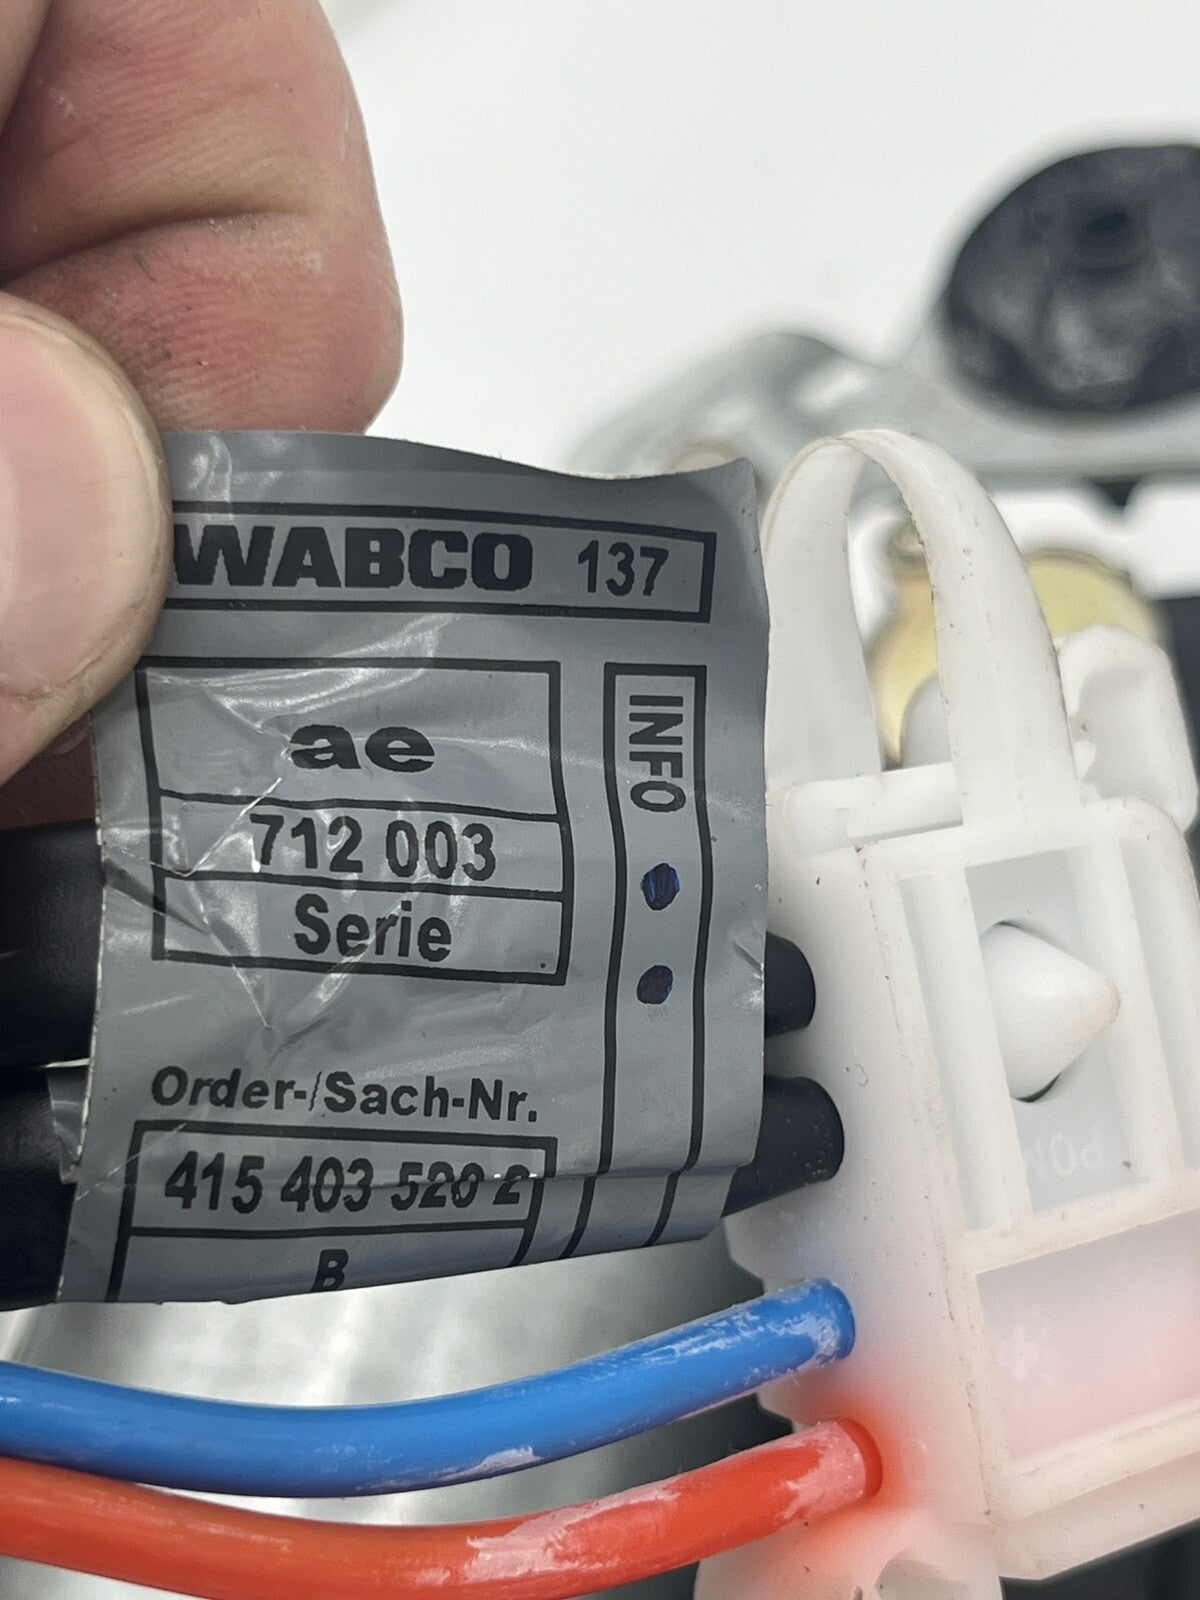 WABCO 137
ae
712 003
Serie
INFO
Order-/Sach-Nr.
415 403 520 2
B